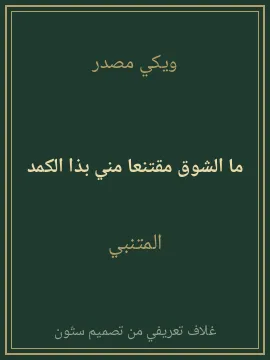 ويكي مصدر
ما الشوق مقتنعا مني بذا الكمد
المتنبي
غلاف تعريفي من تصميم سثون